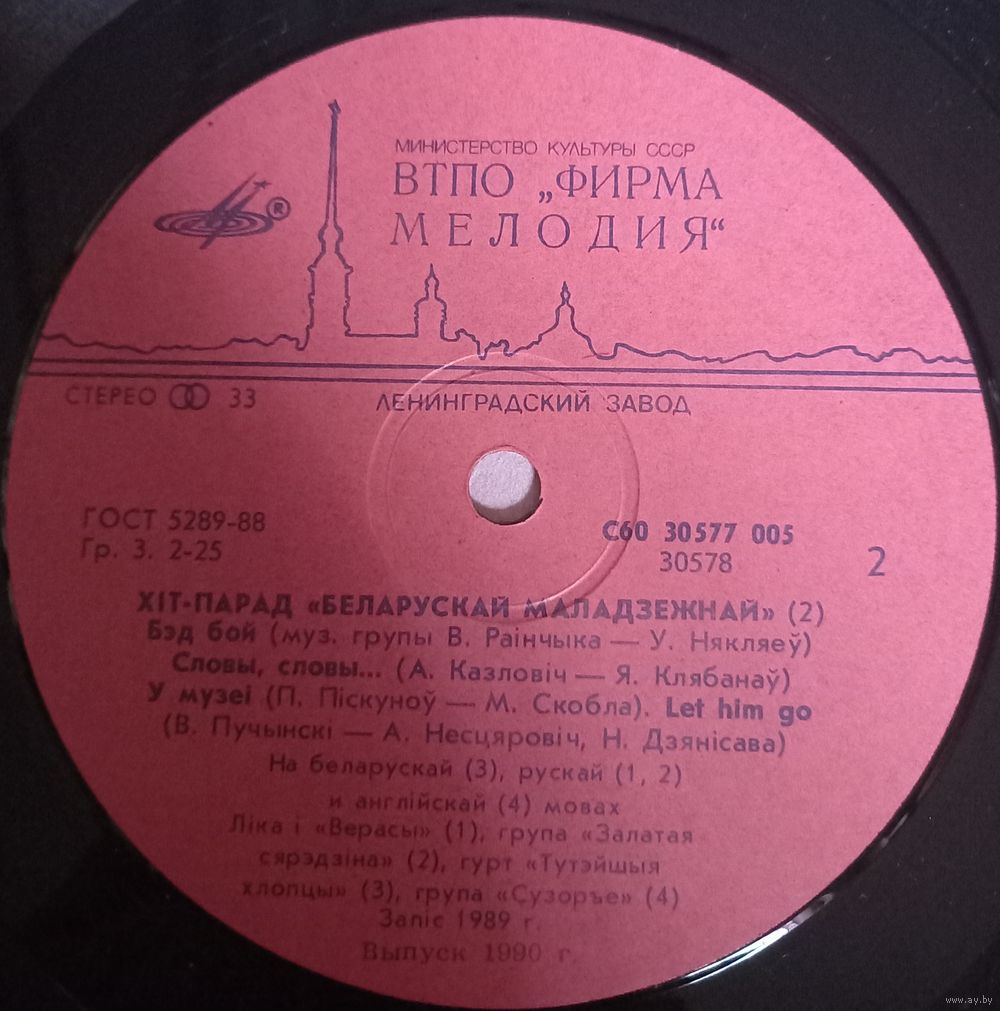 МИНИСТЕРСТВО КУЛЬТУРЫ СССР
ВТПО „ФИРМА
МЕЛОДИЯ“
®
СТЕРЕО 33
ЛЕНИНГРАДСКИЙ ЗАВОД
ГОСТ 5289-88
Гр. 3. 2-25
С60 30577 005
30578
2
ХІТ-ПАРАД «БЕЛАРУСКАЙ МАЛАДЗЕЖНАЙ» (2)
Бэд бой (муз. групы В. Раінчыка — У. Някляеў)
Словы, словы... (А. Казловіч — Я. Клябанаў)
У музеі (П. Піскуноў — М. Скобла). Let him go
(В. Пучынскі — А. Несцяровіч, Н. Дзянісава)
На беларускай (3), рускай (1, 2)
и англійскай (4) мовах
Ліка і «Верасы» (1), група «Залатая
сярэдзіна» (2), гурт «Тутэйшыя
хлопцы» (3), група «Сузоръе» (4)
Запіс 1989 г.
Выпуск 1990 г.
www.ay.by